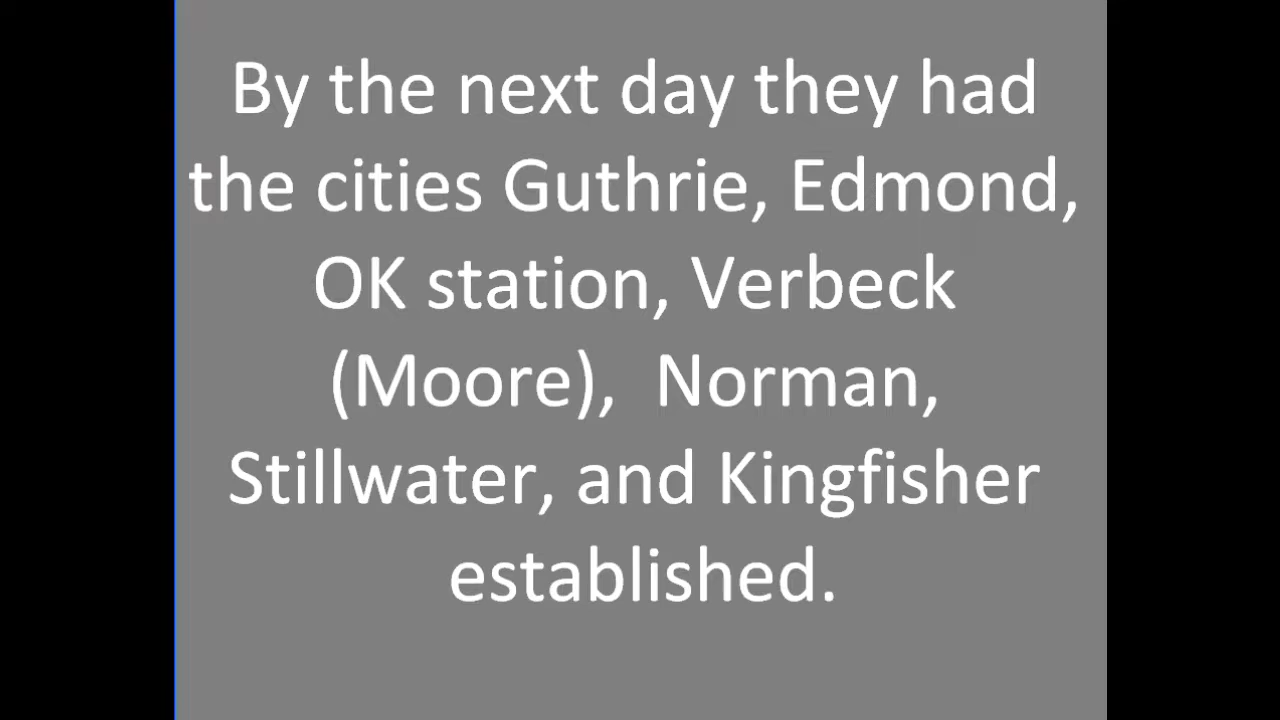 By the next day they had
the cities Guthrie, Edmond,
OK station, Verbeck
(Moore),  Norman,
Stillwater, and Kingfisher
established.